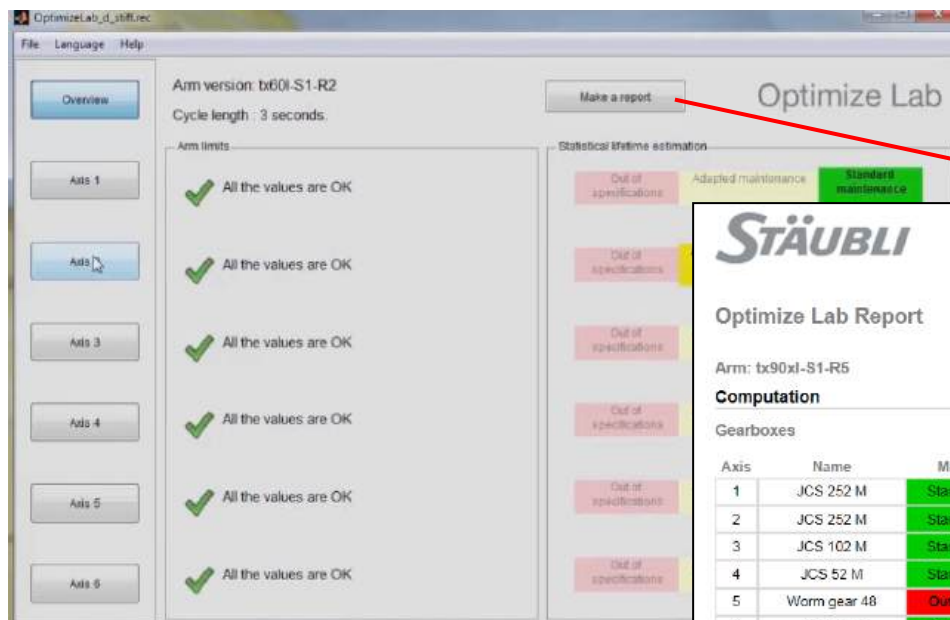 OptimizeLab_d_stiff.rec
File Language Help
Overview
Axis 1
Axis
Axis 3
Axis 4
Axis 5
Axis 6
Arm version: tx60l-S1-R2
Cycle length : 3 seconds.
Make a report
Optimize Lab
Arm limits
All the values are OK
All the values are OK
All the values are OK
All the values are OK
All the values are OK
All the values are OK
Statistical lifetime estimation
Out of specifications
Adapted maintenance
Standard maintenance
Out of specifications
Out of specifications
Out of specifications
Out of specifications
Out of specifications
STÄUBLI
Optimize Lab Report
Arm: tx90xl-S1-R5
Computation
Gearboxes
Axis Name
1 JCS 252 M
2 JCS 252 M
3 JCS 102 M
4 JCS 52 M
5 Worm gear 48